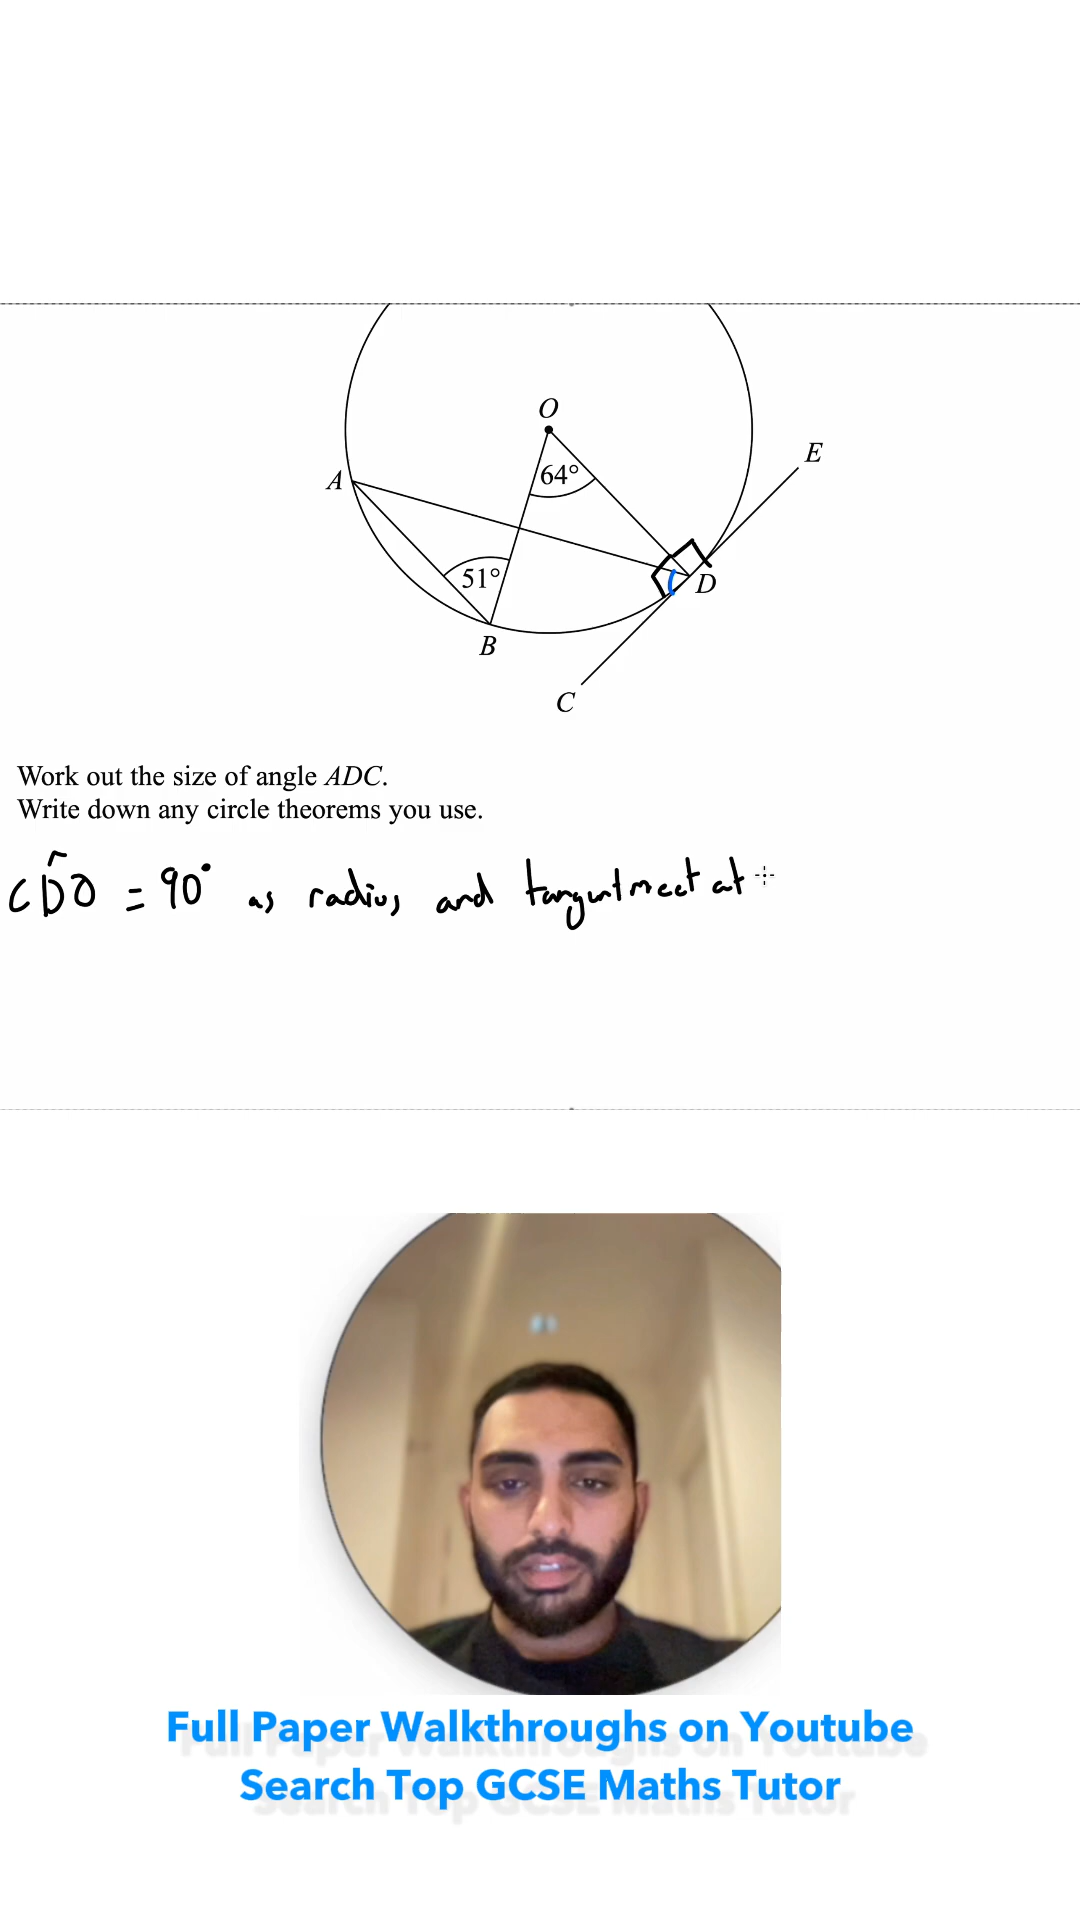 O
64°
A
E
51°
D
B
C
Work out the size of angle ADC.
Write down any circle theorems you use.
CD̂O = 90° as radius and tangent meet at
Full Paper Walkthroughs on Youtube
Search Top GCSE Maths Tutor